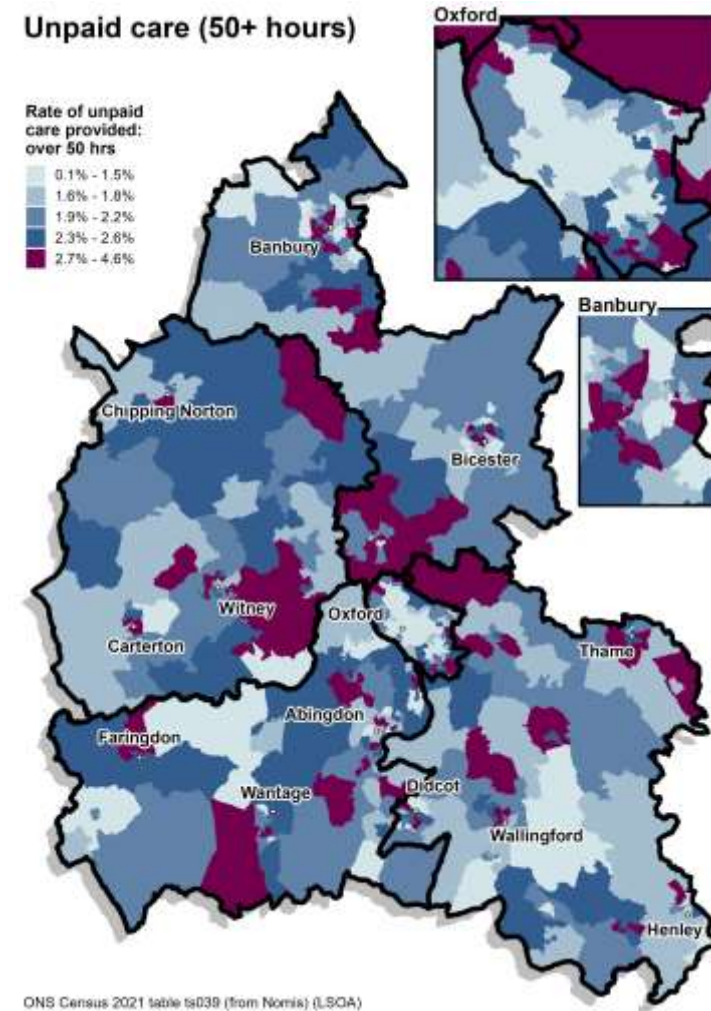 Unpaid care (50+ hours)
Oxford
Rate of unpaid
care provided:
over 50 hrs
0.1% - 1.5%
1.6% - 1.8%
1.9% - 2.2%
2.3% - 2.6%
2.7% - 4.6%
Banbury
Banbury
Chipping Norton
Bicester
Witney
Oxford
Carterton
Thame
Abingdon
Faringdon
Wantage
Didcot
Wallingford
Henley
ONS Census 2021 table ts039 (from Nomis) (LSOA)